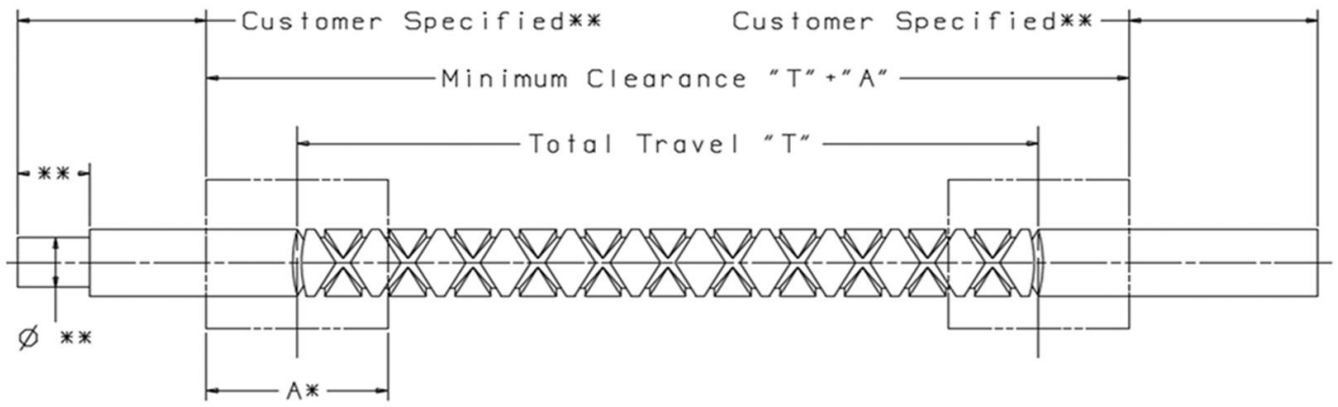 Customer Specified** Customer Specified**
Minimum Clearance "T"+"A"
Total Travel "T"
**
Ø **
A*